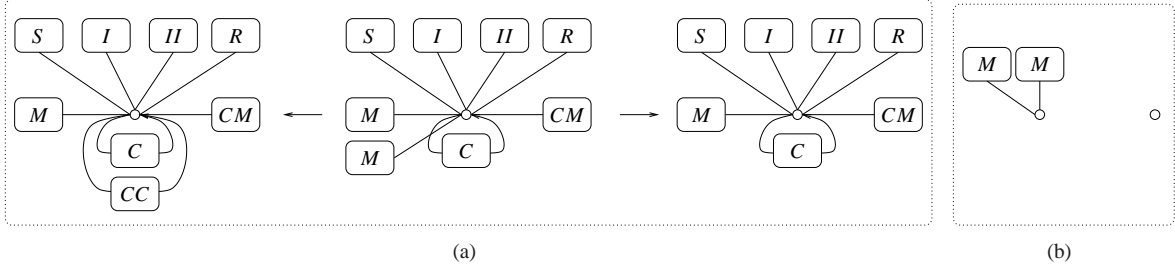 S I II R S I II R S I II R
M M
M CM M CM M CM
C M C C
CC
(a) (b)